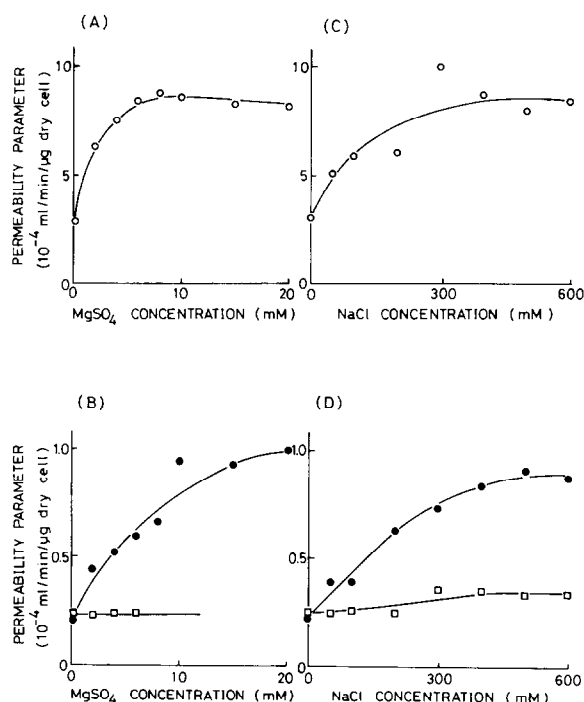 (A)
(C)
PERMEABILITY PARAMETER
(10⁻⁴ ml/min/µg dry cell)
10
5
0
0
10
20
MgSO₄ CONCENTRATION (mM)
10
5
0
0
300
600
NaCl CONCENTRATION (mM)
(B)
(D)
PERMEABILITY PARAMETER
(10⁻⁴ ml/min/µg dry cell)
1.0
0.5
0
0
10
20
MgSO₄ CONCENTRATION (mM)
1.0
0.5
0
0
300
600
NaCl CONCENTRATION (mM)